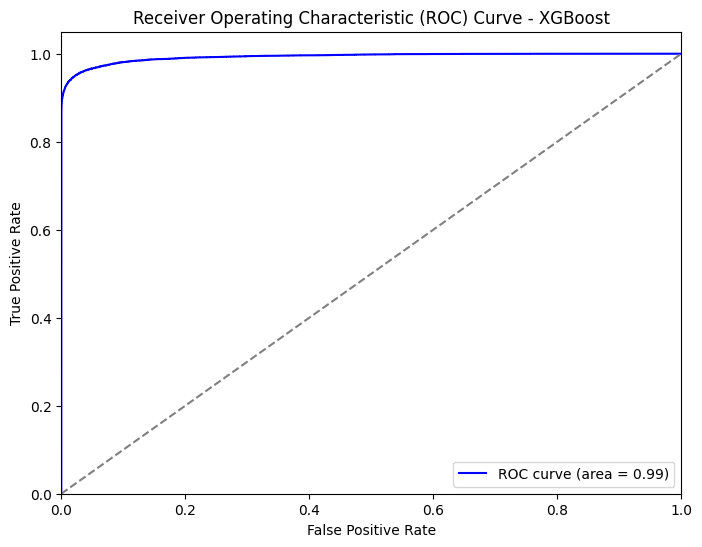 Receiver Operating Characteristic (ROC) Curve - XGBoost
1.0
0.8
0.6
0.4
0.2
0.0
True Positive Rate
ROC curve (area = 0.99)
0.0 0.2 0.4 0.6 0.8 1.0
False Positive Rate